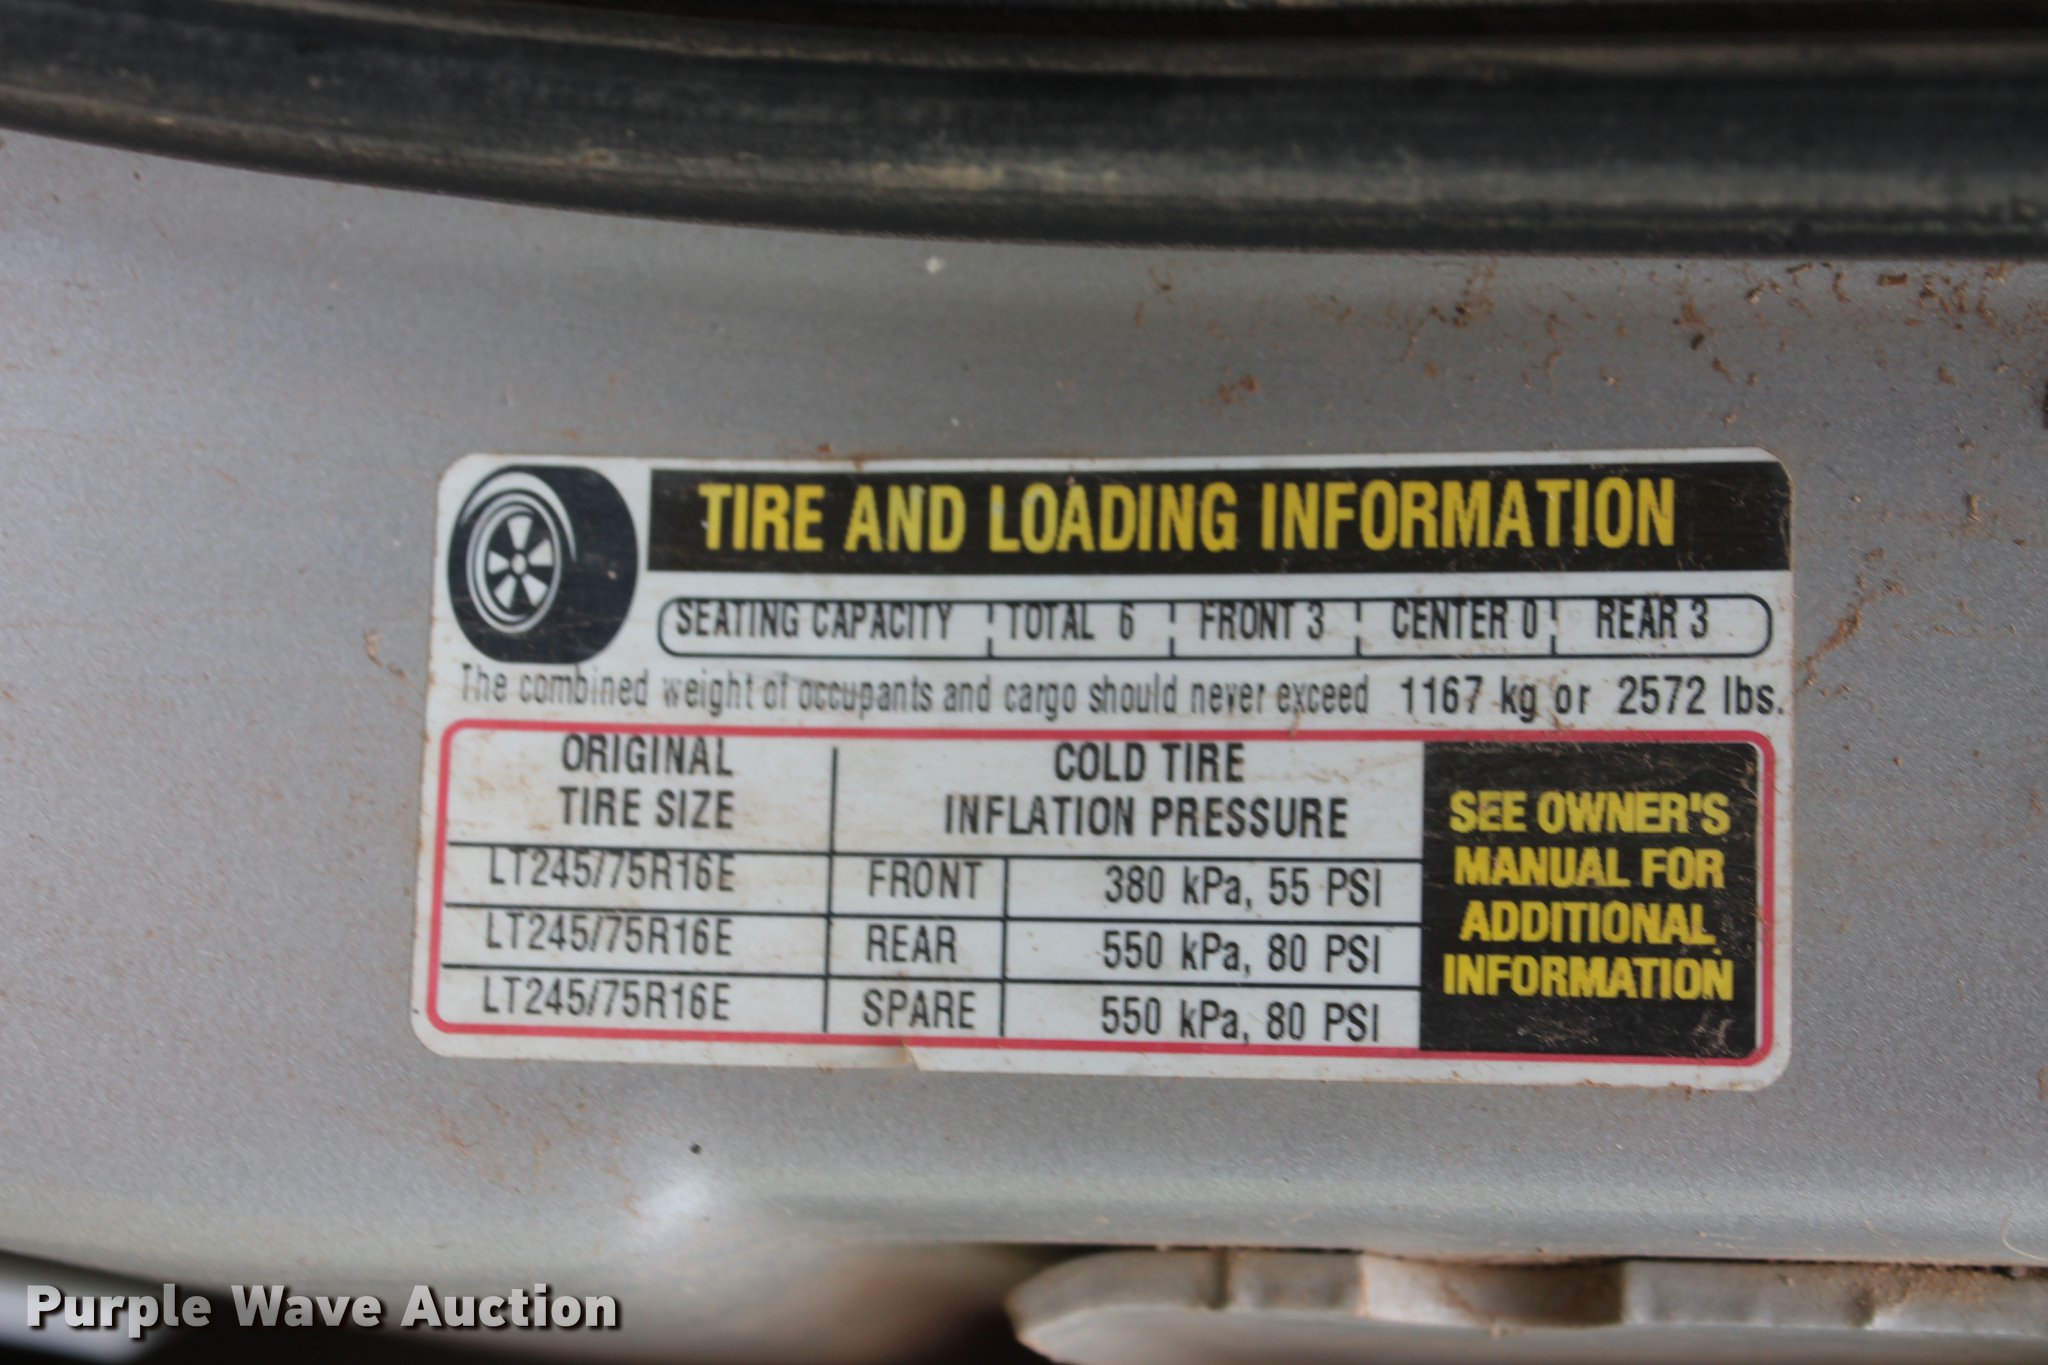 TIRE AND LOADING INFORMATION
SEATING CAPACITY TOTAL 6 FRONT 3 CENTER 0 REAR 3
The combined weight of occupants and cargo should never exceed 1167 kg or 2572 lbs.
ORIGINAL TIRE SIZE
COLD TIRE INFLATION PRESSURE
LT245/75R16E FRONT 380 kPa, 55 PSI
LT245/75R16E REAR 550 kPa, 80 PSI
LT245/75R16E SPARE 550 kPa, 80 PSI
SEE OWNER'S
MANUAL FOR
ADDITIONAL
INFORMATION
Purple Wave Auction